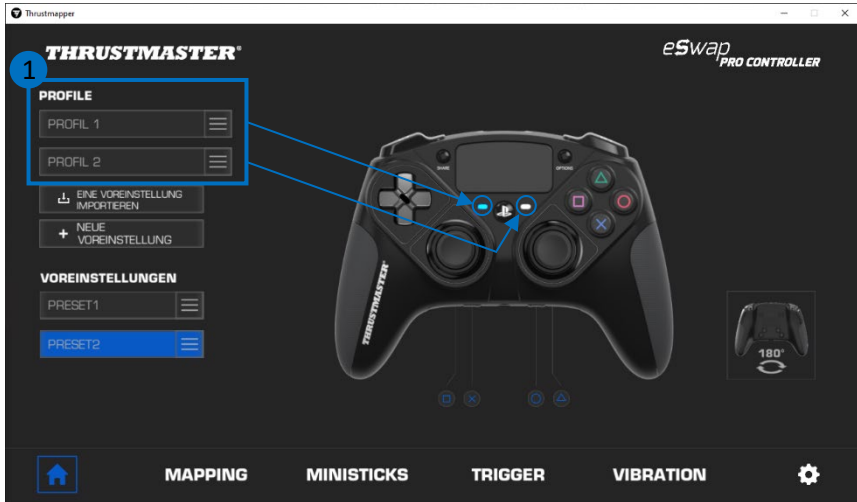 Thrustmapper
THRUSTMASTER®
eSwap
PRO CONTROLLER
1
PROFILE
PROFIL 1
PROFIL 2
EINE VOREINSTELLUNG
IMPORTIEREN
+ NEUE
VOREINSTELLUNG
VOREINSTELLUNGEN
PRESET1
PRESET2
SHARE
OPTIONS
THRUSTMASTER
180°
MAPPING
MINISTICKS
TRIGGER
VIBRATION